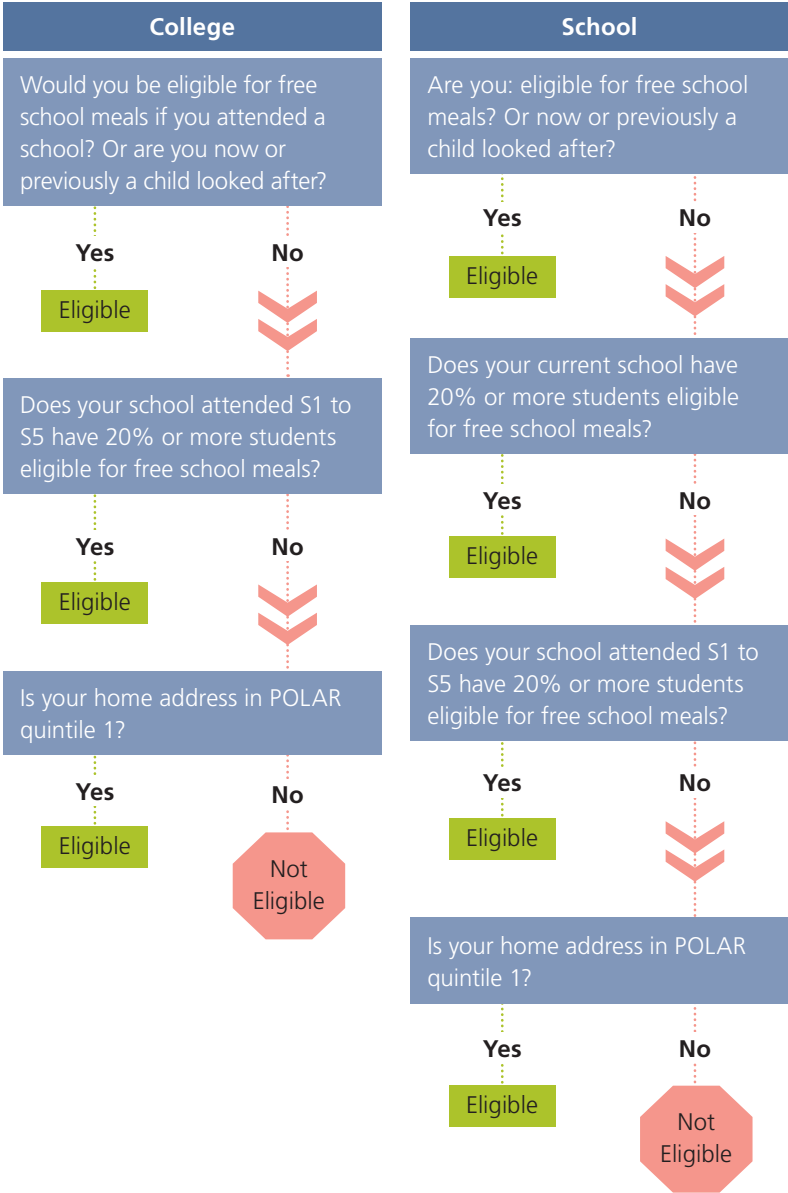 College
Would you be eligible for free
school meals if you attended a
school? Or are you now or
previously a child looked after?
Yes
No
Eligible
Does your school attended S1 to
S5 have 20% or more students
eligible for free school meals?
Yes
No
Eligible
Is your home address in POLAR
quintile 1?
Yes
No
Eligible
Not
Eligible
School
Are you: eligible for free school
meals? Or now or previously a
child looked after?
Yes
No
Eligible
Does your current school have
20% or more students eligible
for free school meals?
Yes
No
Eligible
Does your school attended S1 to
S5 have 20% or more students
eligible for free school meals?
Yes
No
Eligible
Is your home address in POLAR
quintile 1?
Yes
No
Eligible
Not
Eligible